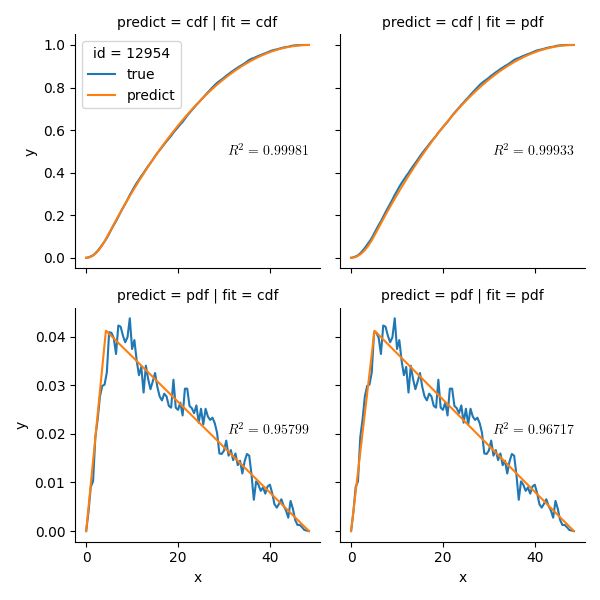 predict = cdf | fit = cdf
predict = cdf | fit = pdf
1.0
0.8
0.6
0.4
0.2
0.0
y
id = 12954
true
predict
R² = 0.99981
R² = 0.99933
predict = pdf | fit = cdf
predict = pdf | fit = pdf
0.04
0.03
0.02
0.01
0.00
y
R² = 0.95799
R² = 0.96717
0 20 40
0 20 40
x
x